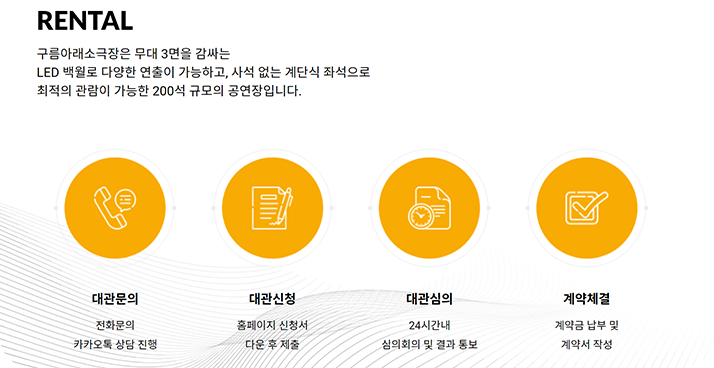 RENTAL
구름아래소극장은 무대 3면을 감싸는
LED 백월로 다양한 연출이 가능하고, 사석 없는 계단식 좌석으로
최적의 관람이 가능한 200석 규모의 공연장입니다.
대관문의
전화문의
카카오톡 상담 진행
대관신청
홈페이지 신청서
다운 후 제출
대관심의
24시간내
심의회의 및 결과 통보
계약체결
계약금 납부 및
계약서 작성